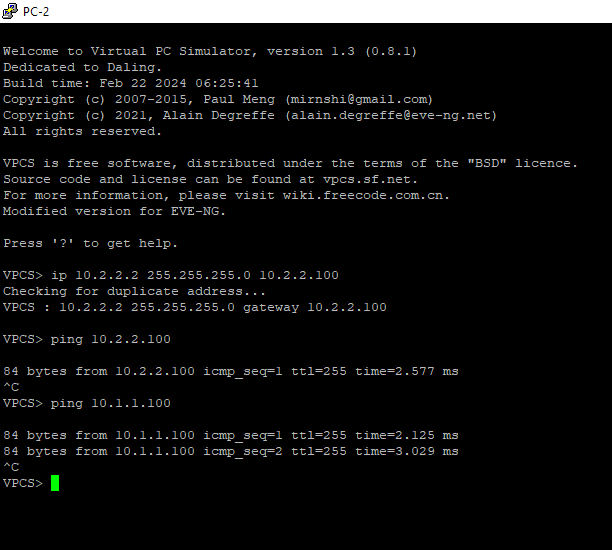 PC-2
Welcome to Virtual PC Simulator, version 1.3 (0.8.1)
Dedicated to Daling.
Build time: Feb 22 2024 06:25:41
Copyright (c) 2007-2015, Paul Meng (mirnshi@gmail.com)
Copyright (c) 2021, Alain Degreffe (alain.degreffe@eve-ng.net)
All rights reserved.
VPCS is free software, distributed under the terms of the "BSD" licence.
Source code and license can be found at vpcs.sf.net.
For more information, please visit wiki.freecode.com.cn.
Modified version for EVE-NG.
Press '?' to get help.
VPCS> ip 10.2.2.2 255.255.255.0 10.2.2.100
Checking for duplicate address...
VPCS : 10.2.2.2 255.255.255.0 gateway 10.2.2.100
VPCS> ping 10.2.2.100
84 bytes from 10.2.2.100 icmp_seq=1 ttl=255 time=2.577 ms
^C
VPCS> ping 10.1.1.100
84 bytes from 10.1.1.100 icmp_seq=1 ttl=255 time=2.125 ms
84 bytes from 10.1.1.100 icmp_seq=2 ttl=255 time=3.029 ms
^C
VPCS>